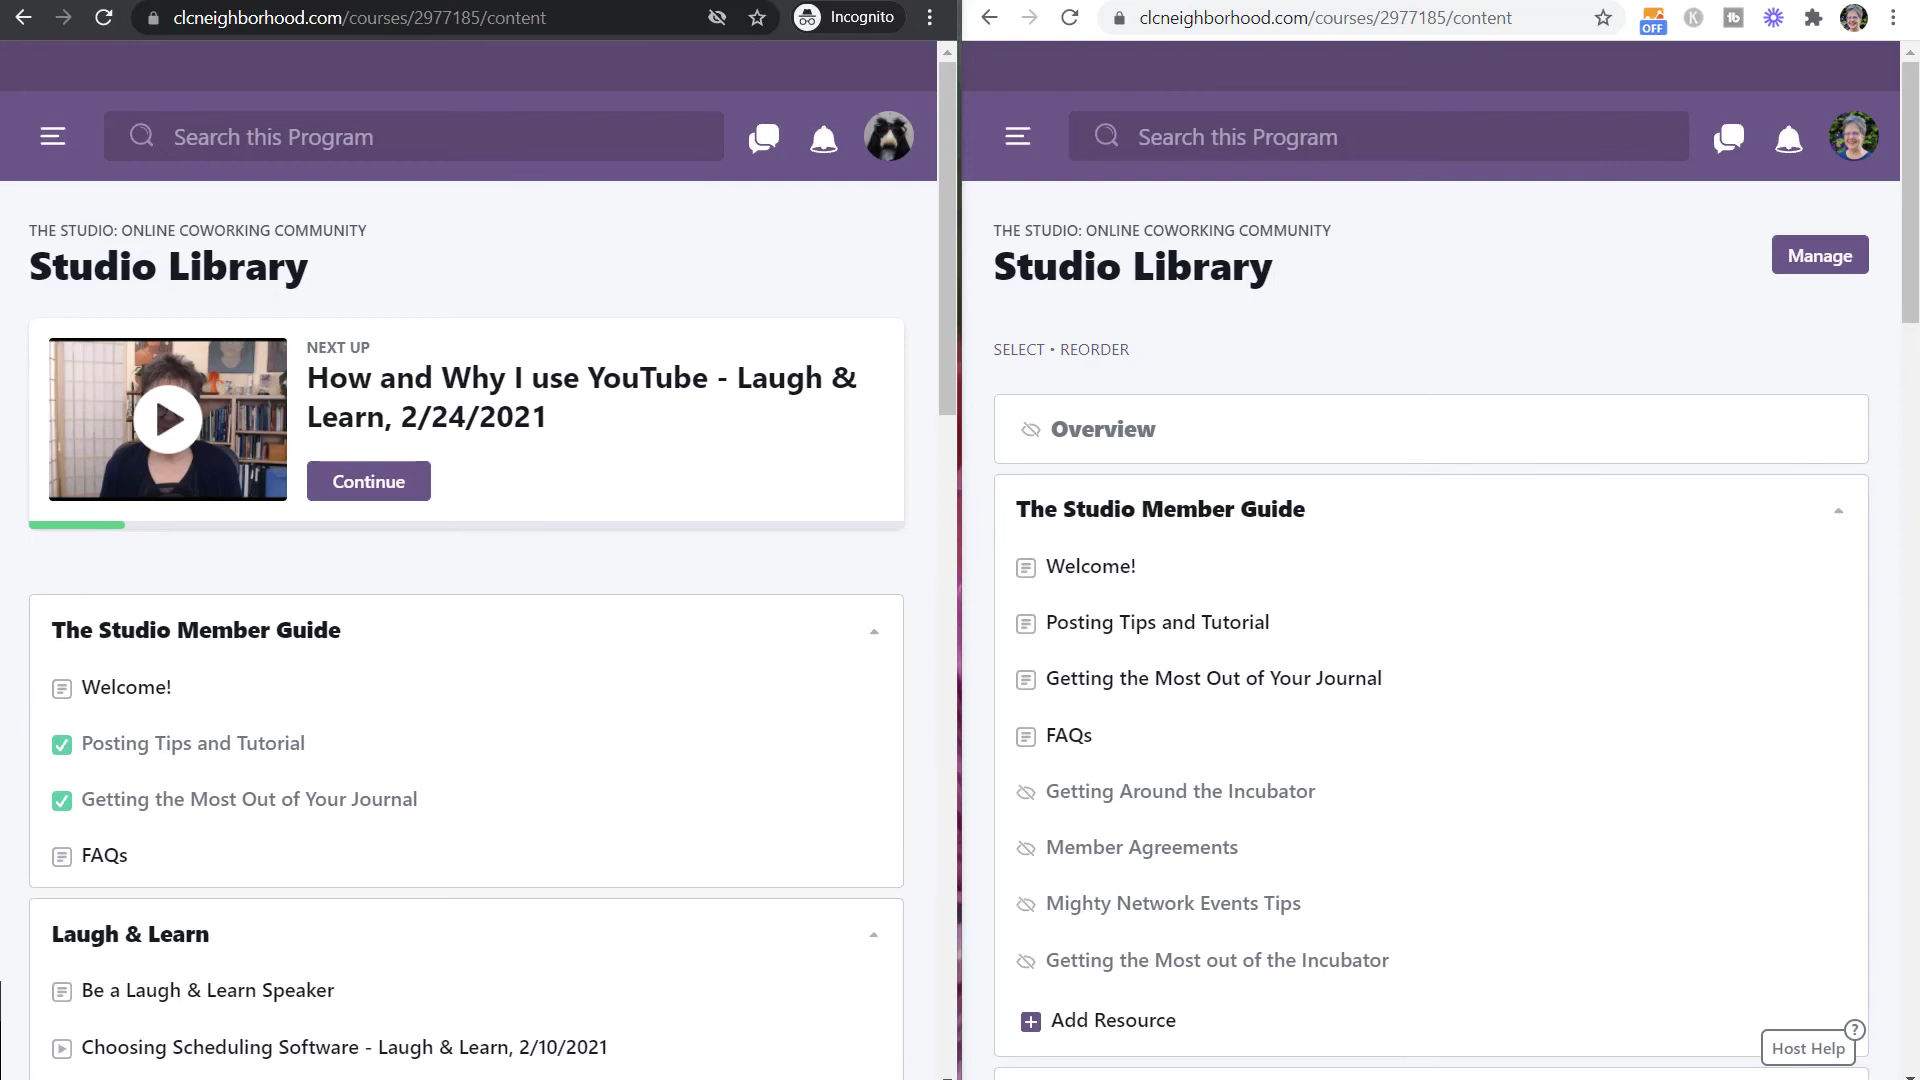 clcneighborhood.com/courses/2977185/content
Incognito
Search this Program
THE STUDIO: ONLINE COWORKING COMMUNITY
Studio Library
NEXT UP
How and Why I use YouTube - Laugh &
Learn, 2/24/2021
Continue
The Studio Member Guide
Welcome!
Posting Tips and Tutorial
Getting the Most Out of Your Journal
FAQs
Laugh & Learn
Be a Laugh & Learn Speaker
Choosing Scheduling Software - Laugh & Learn, 2/10/2021
clcneighborhood.com/courses/2977185/content
OFF
K
tb
Search this Program
THE STUDIO: ONLINE COWORKING COMMUNITY
Studio Library
Manage
SELECT • REORDER
Overview
The Studio Member Guide
Welcome!
Posting Tips and Tutorial
Getting the Most Out of Your Journal
FAQs
Getting Around the Incubator
Member Agreements
Mighty Network Events Tips
Getting the Most out of the Incubator
Add Resource
?
Host Help